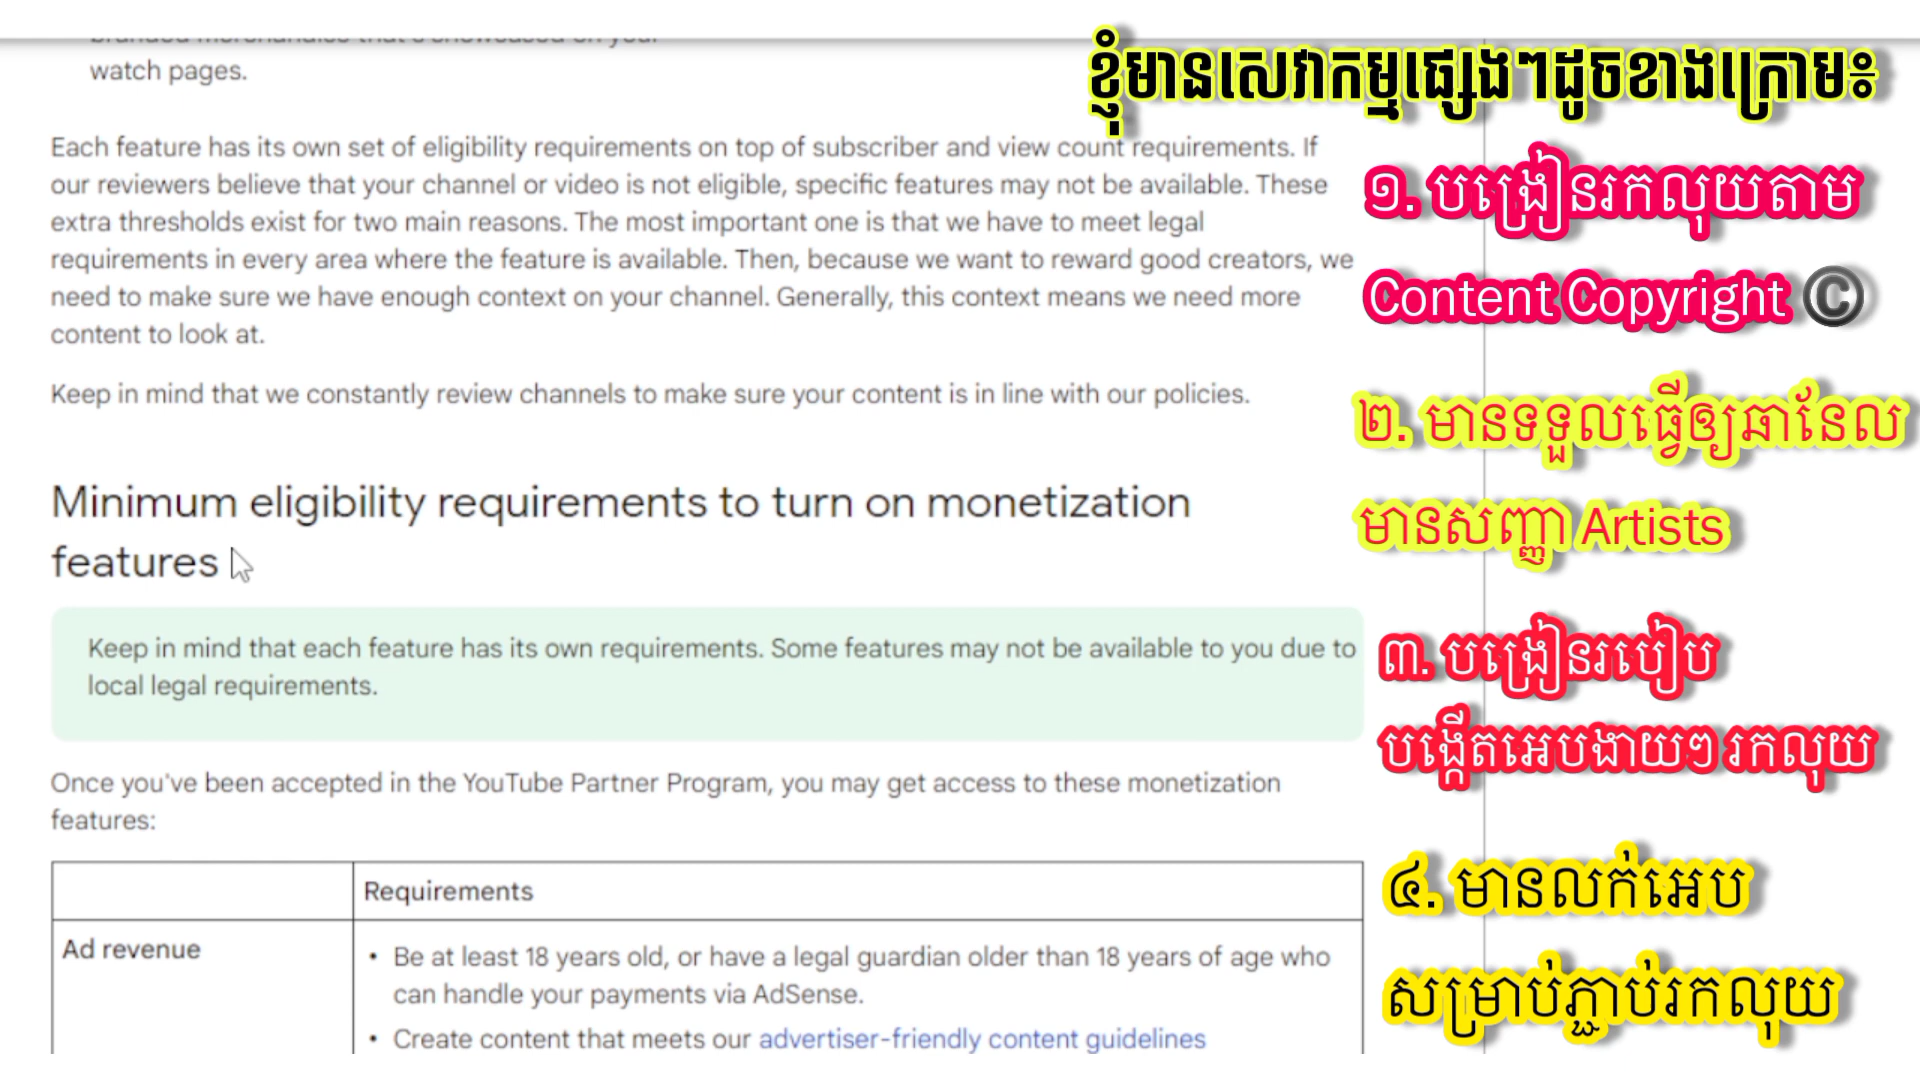 watch pages.
Each feature has its own set of eligibility requirements on top of subscriber and view count requirements. If
our reviewers believe that your channel or video is not eligible, specific features may not be available. These
extra thresholds exist for two main reasons. The most important one is that we have to meet legal
requirements in every area where the feature is available. Then, because we want to reward good creators, we
need to make sure we have enough context on your channel. Generally, this context means we need more
content to look at.
Keep in mind that we constantly review channels to make sure your content is in line with our policies.
Minimum eligibility requirements to turn on monetization
features
Keep in mind that each feature has its own requirements. Some features may not be available to you due to
local legal requirements.
Once you've been accepted in the YouTube Partner Program, you may get access to these monetization
features:
Requirements
Ad revenue
• Be at least 18 years old, or have a legal guardian older than 18 years of age who
can handle your payments via AdSense.
• Create content that meets our advertiser-friendly content guidelines
ខ្ញុំមានសេវាកម្មផ្សេងៗដូចខាងក្រោម៖
១. បង្រៀនរកលុយតាម
Content Copyright ©
២. មានទទួលធ្វើឲ្យឆានែល
មានសញ្ញា Artists
៣. បង្រៀនរបៀប
បង្កើតអេបងាយៗ រកលុយ
៤. មានលក់អេប
សម្រាប់ភ្ជាប់រកលុយ